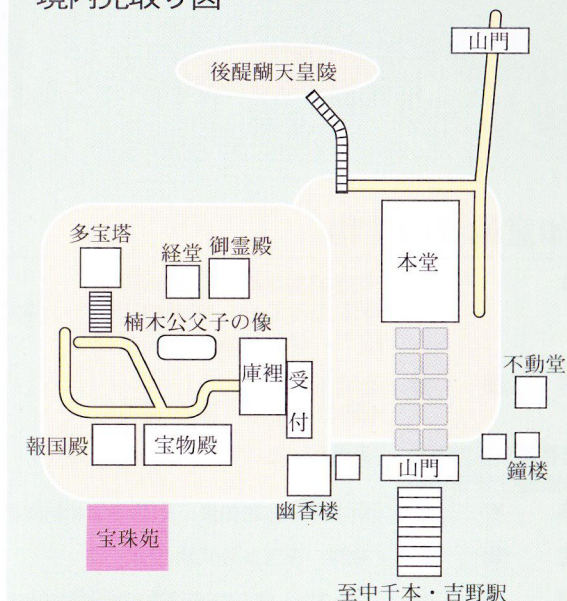 境内見取り図
山門
後醍醐天皇陵
多宝塔
経堂
御霊殿
本堂
楠木公父子の像
庫裡
受付
不動堂
報国殿
宝物殿
山門
鐘楼
幽香楼
宝珠苑
至中千本・吉野駅